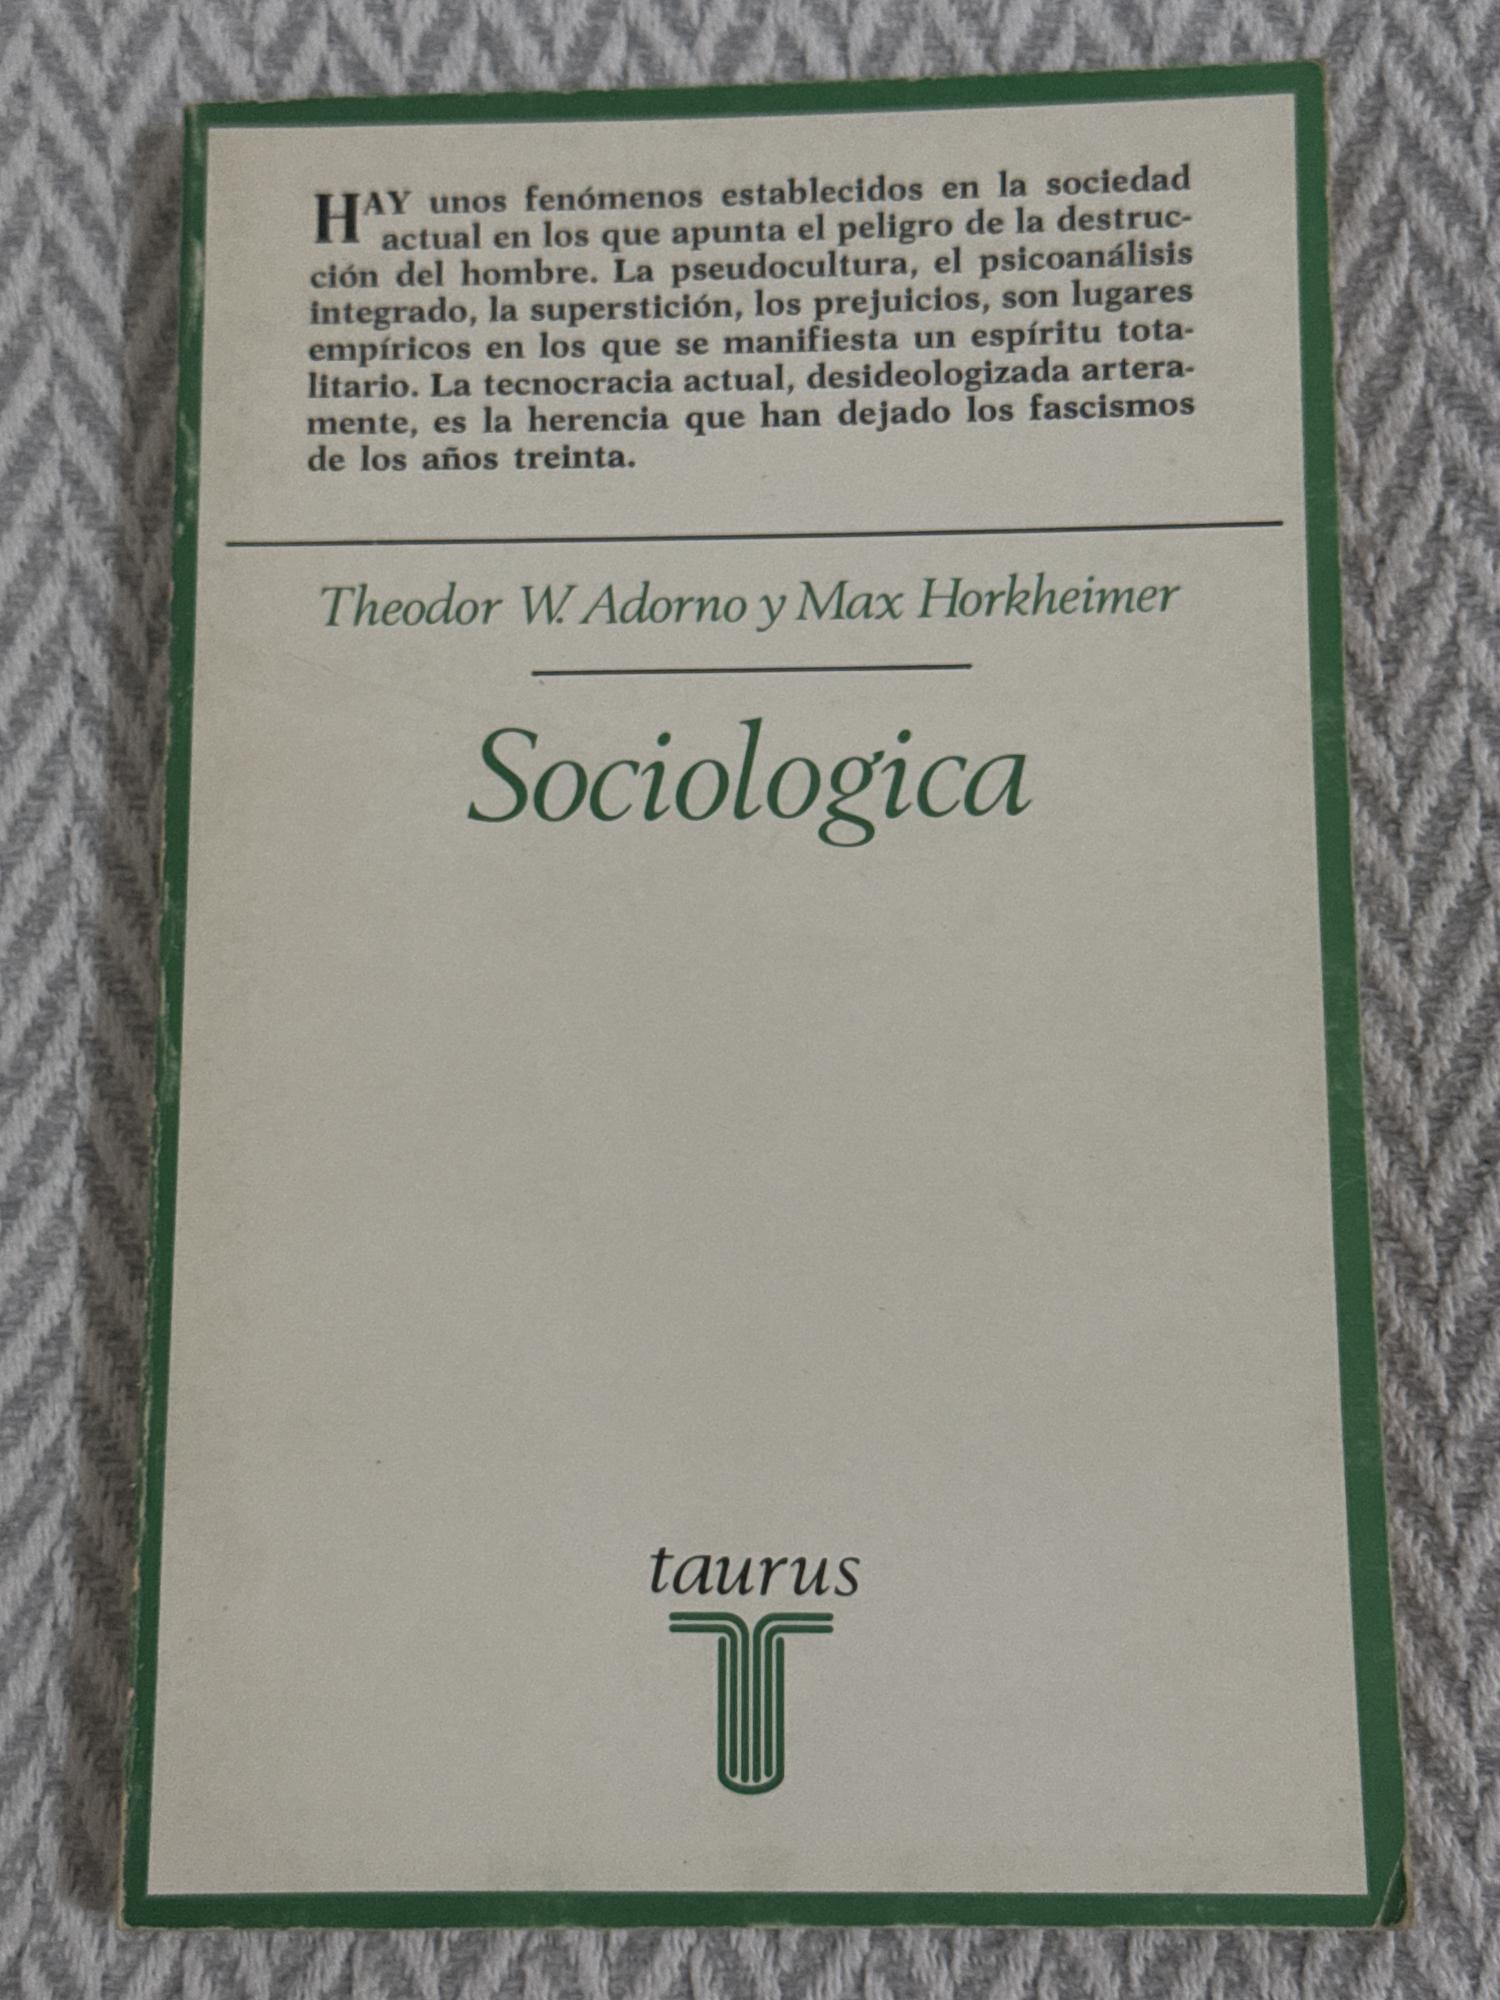 HAY unos fenómenos establecidos en la sociedad
actual en los que apunta el peligro de la destruc-
ción del hombre. La pseudocultura, el psicoanálisis
integrado, la superstición, los prejuicios, son lugares
empíricos en los que se manifiesta un espíritu tota-
litario. La tecnocracia actual, desideologizada artera-
mente, es la herencia que han dejado los fascismos
de los años treinta.
Theodor W. Adorno y Max Horkheimer
Sociologica
taurus
T